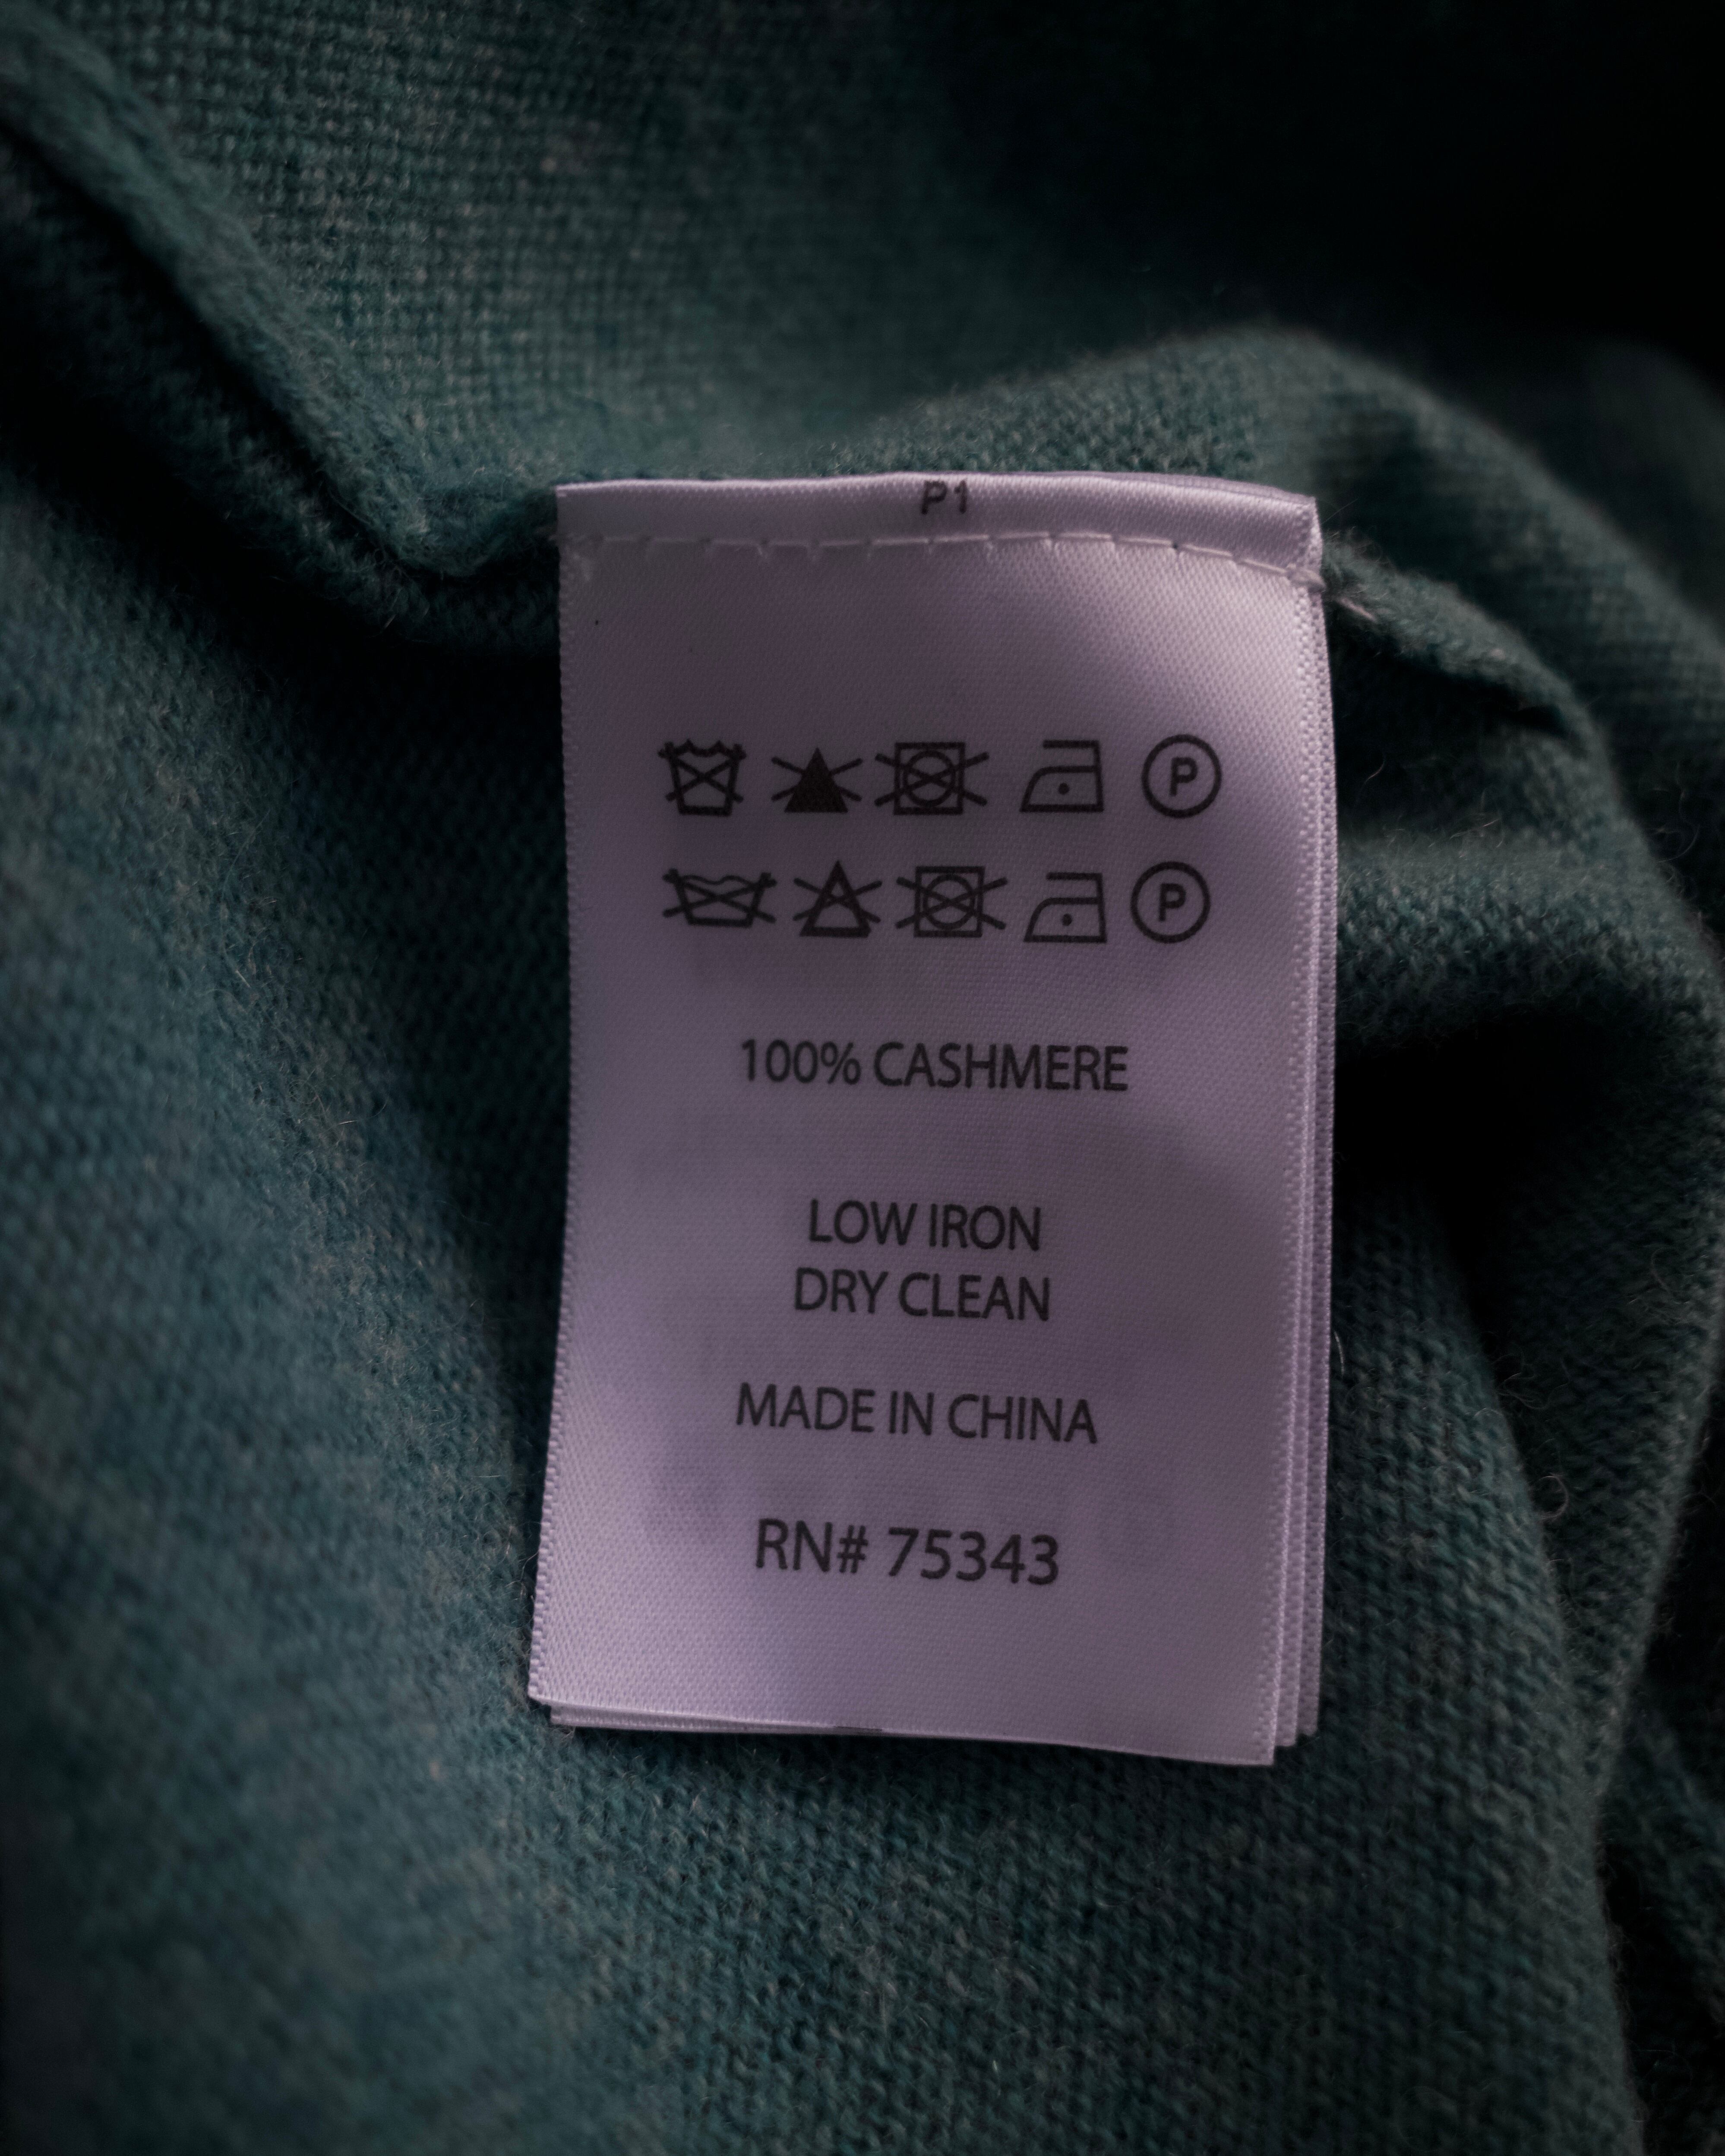 P1
P
P
100% CASHMERE
LOW IRON
DRY CLEAN
MADE IN CHINA
RN# 75343